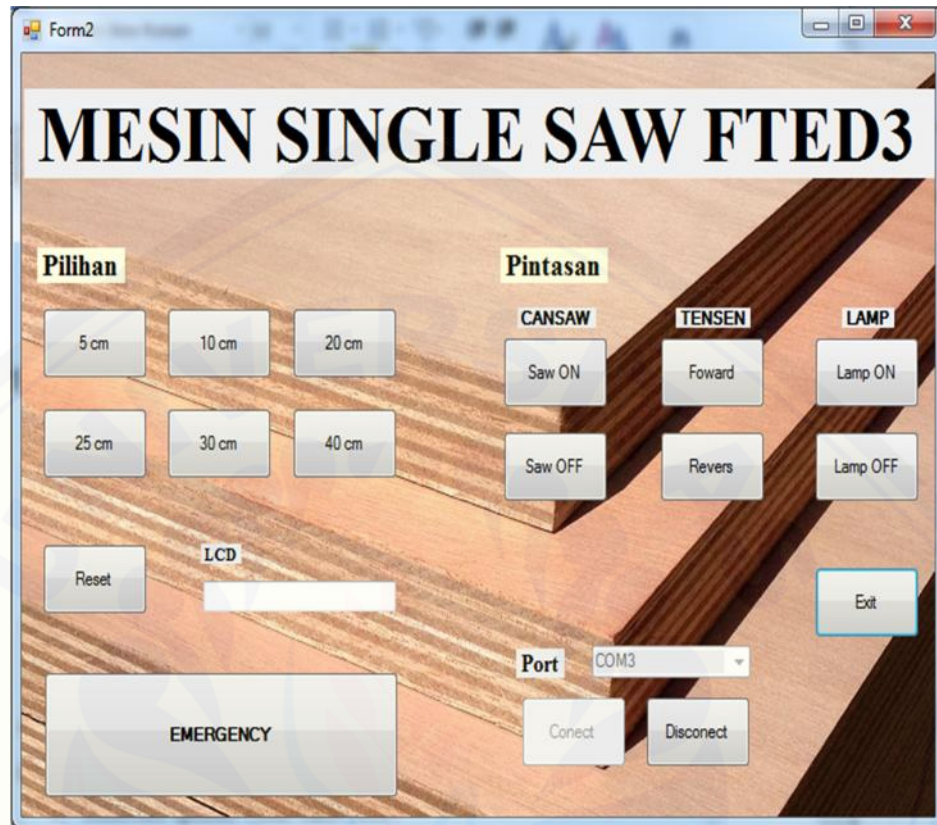 Form2
MESIN SINGLE SAW FTED3
Pilihan
Pintasan
CANSAW TENSEN LAMP
5 cm 10 cm 20 cm
Saw ON Foward Lamp ON
25 cm 30 cm 40 cm
Saw OFF Revers Lamp OFF
Reset
LCD
Exit
Port COM3
EMERGENCY
Conect Disconect